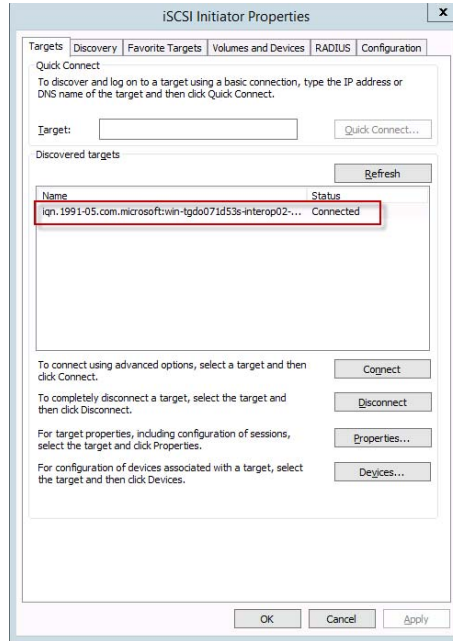 iSCSI Initiator Properties
x
Targets Discovery Favorite Targets Volumes and Devices RADIUS Configuration
Quick Connect
To discover and log on to a target using a basic connection, type the IP address or
DNS name of the target and then click Quick Connect.
Target:
Quick Connect...
Discovered targets
Refresh
Name Status
iqn.1991-05.com.microsoft:win-tgdo071d53s-interop02-... Connected
To connect using advanced options, select a target and then
click Connect.
Connect
To completely disconnect a target, select the target and
then click Disconnect.
Disconnect
For target properties, including configuration of sessions,
select the target and click Properties.
Properties...
For configuration of devices associated with a target, select
the target and then click Devices.
Devices...
OK Cancel Apply